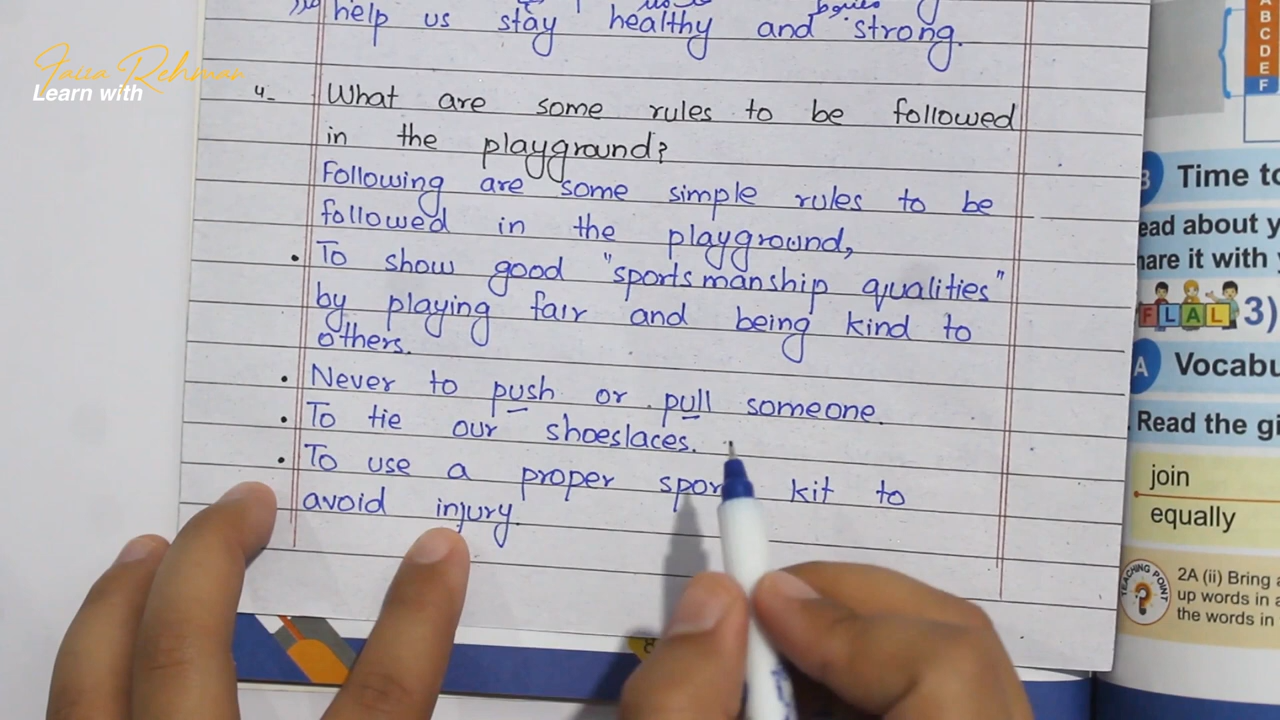 help us stay healthy and strong.
Faiza Rehman
Learn with
4- What are some rules to be followed
in the playground?
Following are some simple rules to be
followed in the playground,
• To show good "sportsmanship qualities"
by playing fair and being kind to
others.
• Never to push or pull someone.
• To tie our shoeslaces.
• To use a proper kit to
avoid injury.
A
B
C
D
E
F
B Time to
ead about y
hare it with
FLAL 3)
A Vocabu
Read the gi
join
equally
TEACHING POINT
2A (ii) Bring a
up words in a
the words in